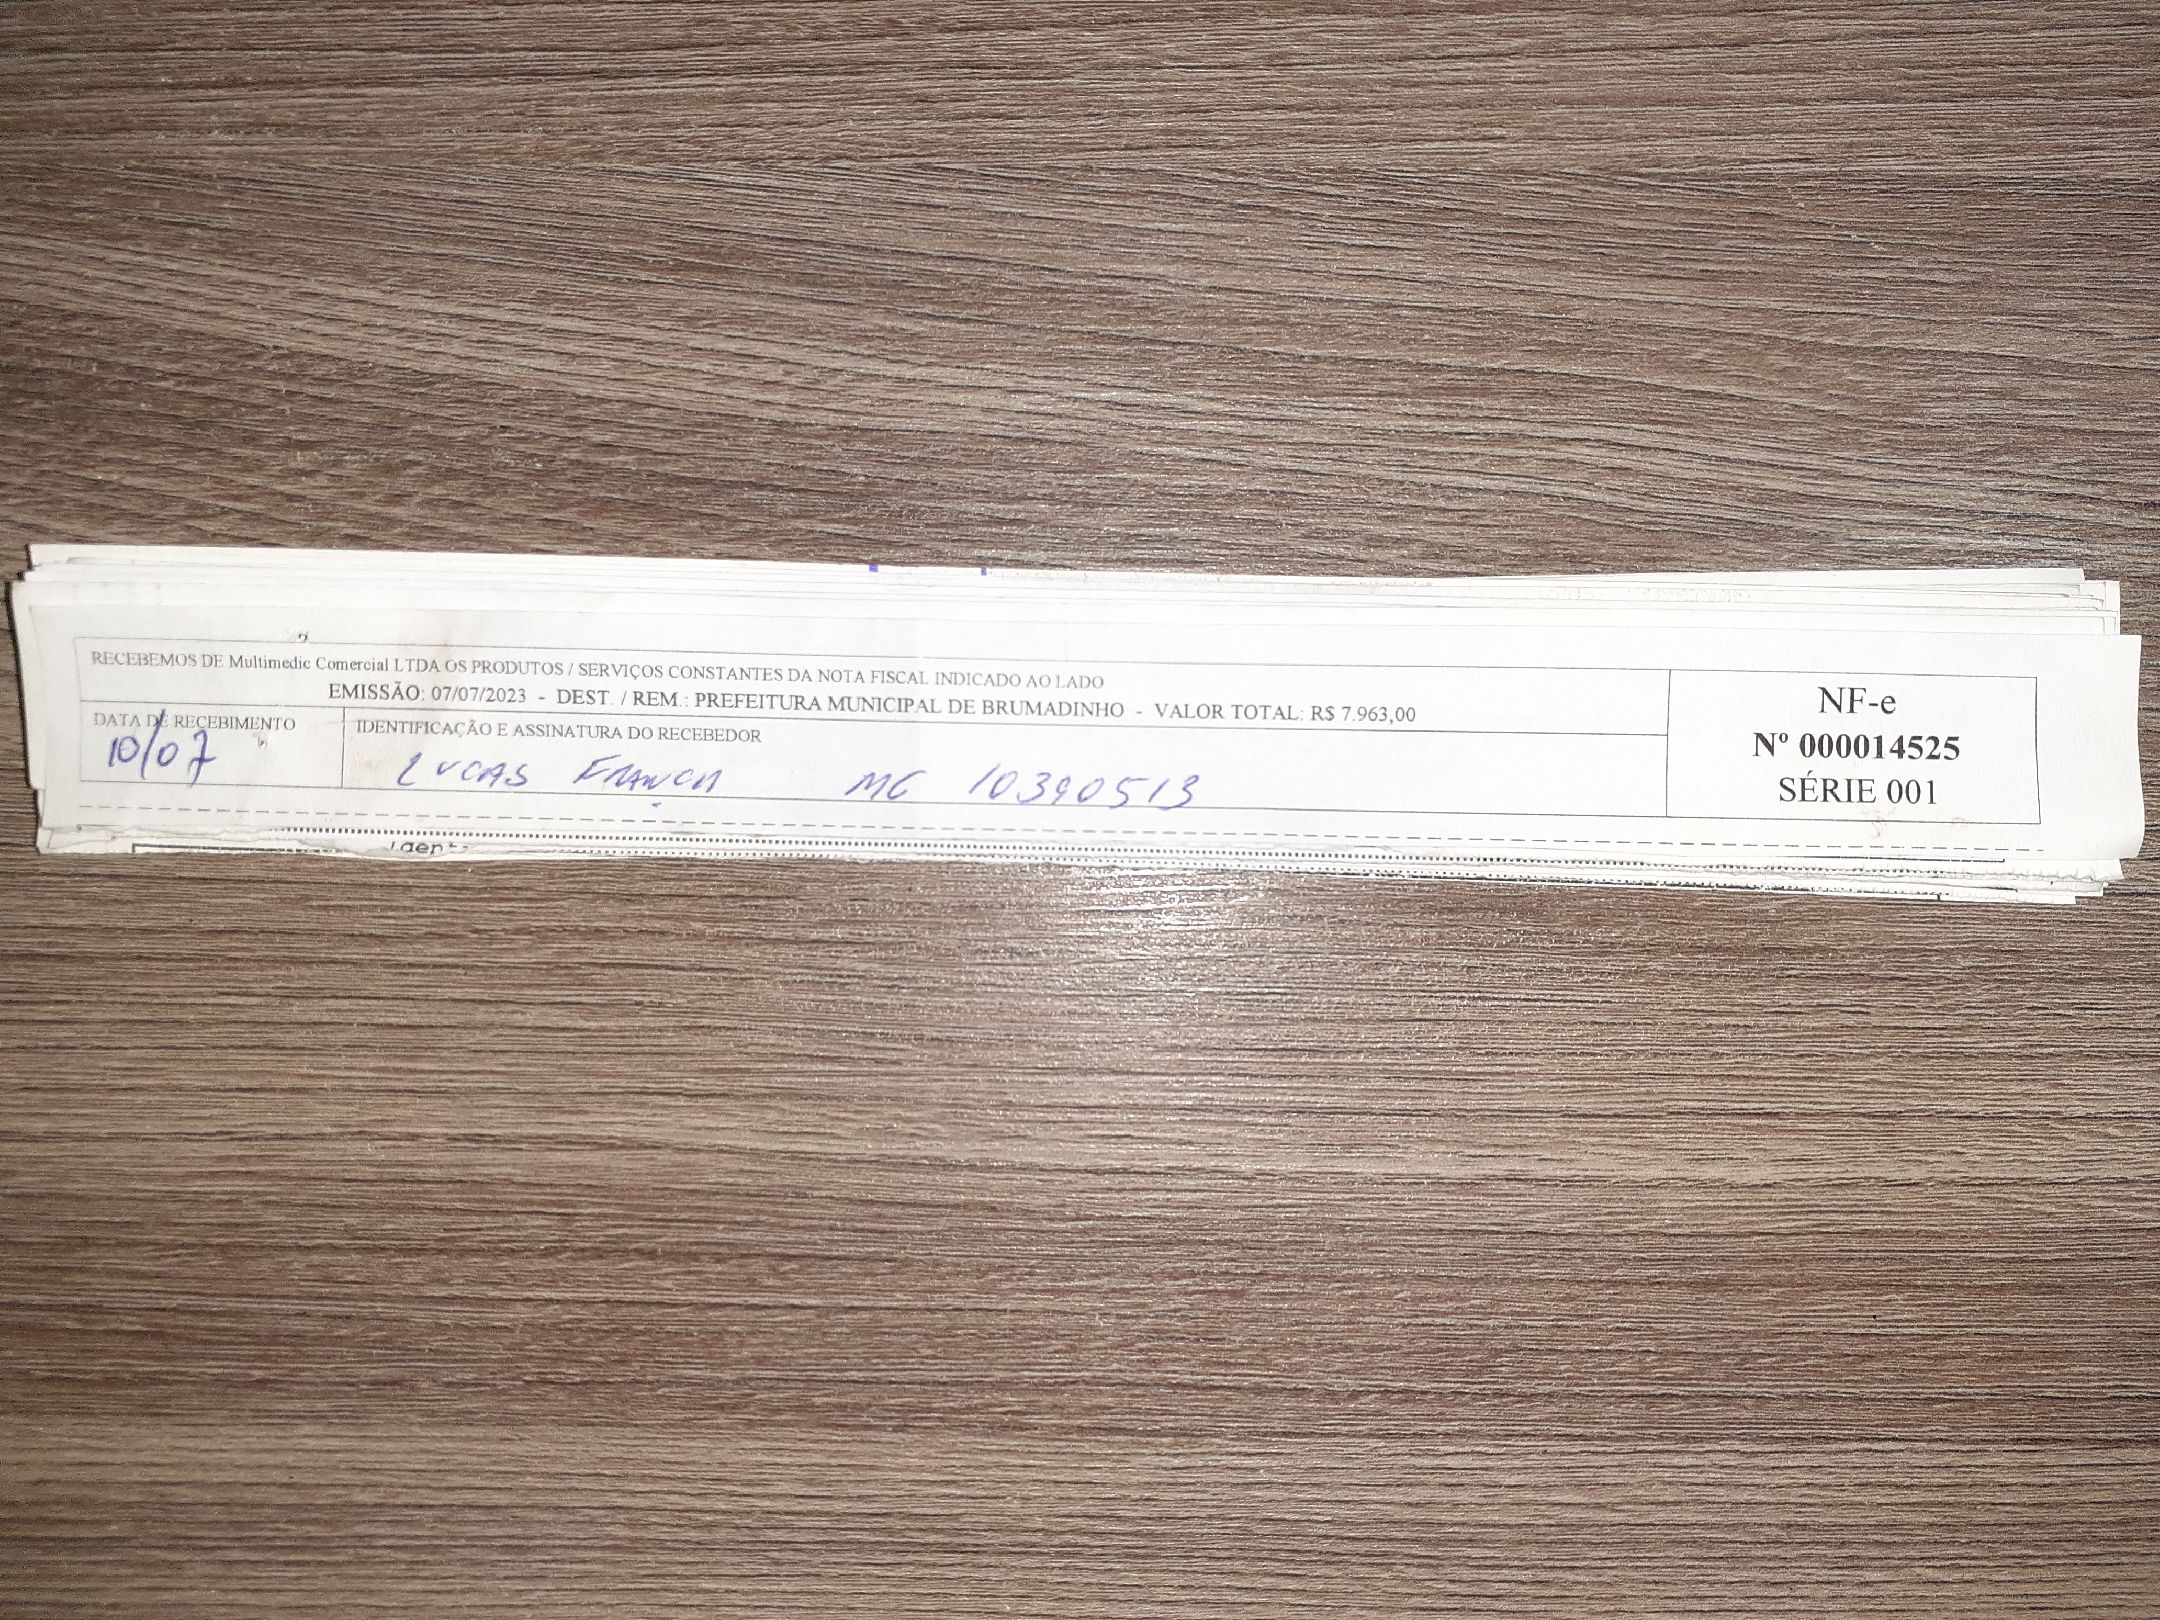 RECEBEMOS DE Multimedic Comercial LTDA OS PRODUTOS / SERVIÇOS CONSTANTES DA NOTA FISCAL INDICADO AO LADO
EMISSÃO: 07/07/2023 - DEST. / REM.: PREFEITURA MUNICIPAL DE BRUMADINHO - VALOR TOTAL: R$ 7.963,00
DATA DE RECEBIMENTO
10/07
IDENTIFICAÇÃO E ASSINATURA DO RECEBEDOR
LUCAS FRANCA MG 10390513
NF-e
Nº 000014525
SÉRIE 001